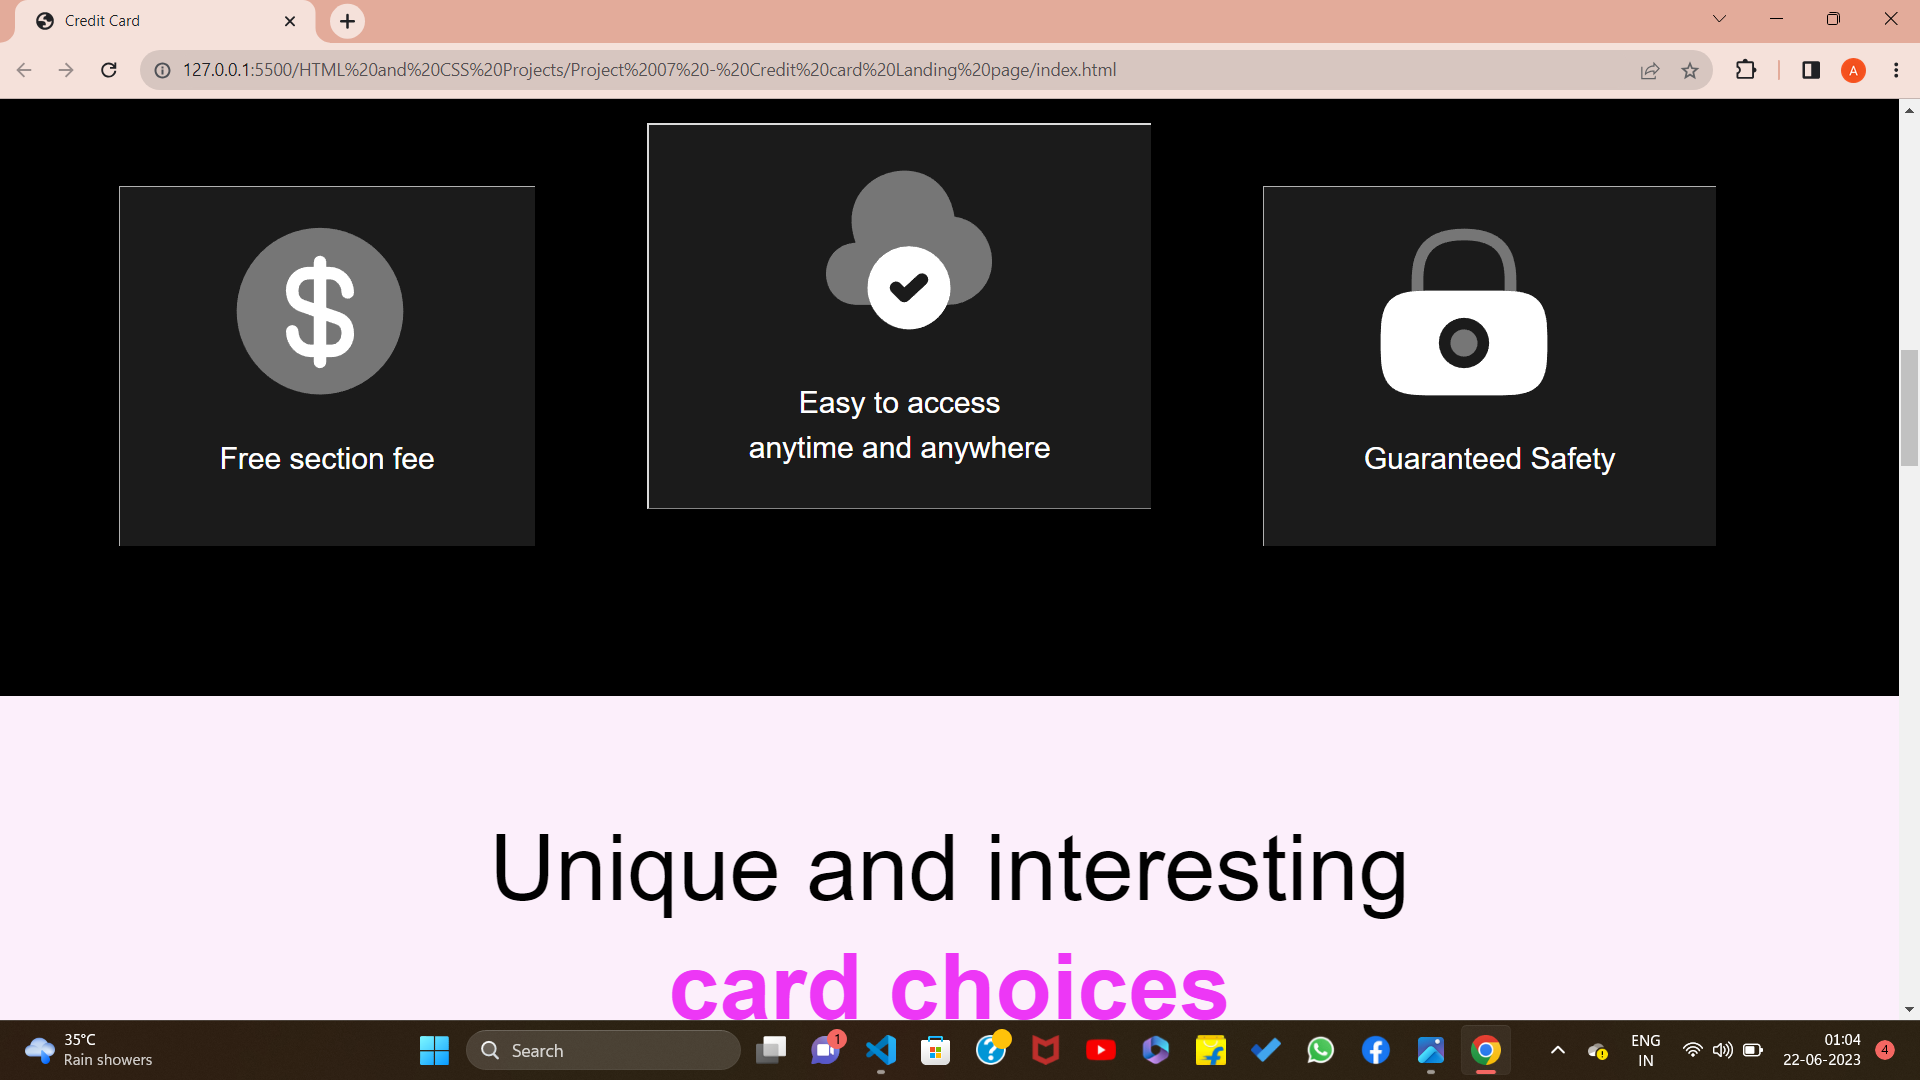 Credit Card
127.0.0.1:5500/HTML%20and%20CSS%20Projects/Project%2007%20-%20Credit%20card%20Landing%20page/index.html
A
$
Free section fee
Easy to access
anytime and anywhere
Guaranteed Safety
Unique and interesting
card choices
35°C
Rain showers
Search
1
ENG
IN
01:04
22-06-2023
4